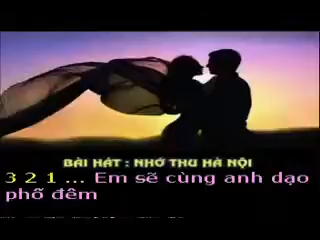 BÀI HÁT : NHỚ THU HÀ NỘI
3 2 1 ... Em sẽ cùng anh dạo
phố đêm